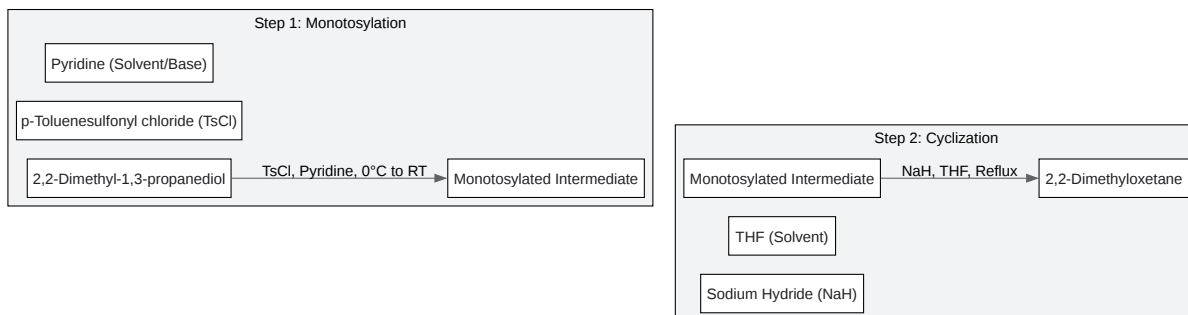 Step 1: Monotosylation
Pyridine (Solvent/Base)
p-Toluenesulfonyl chloride (TsCl)
2,2-Dimethyl-1,3-propanediol
TsCl, Pyridine, 0°C to RT
Monotosylated Intermediate
Step 2: Cyclization
Monotosylated Intermediate
NaH, THF, Reflux
2,2-Dimethyloxetane
THF (Solvent)
Sodium Hydride (NaH)